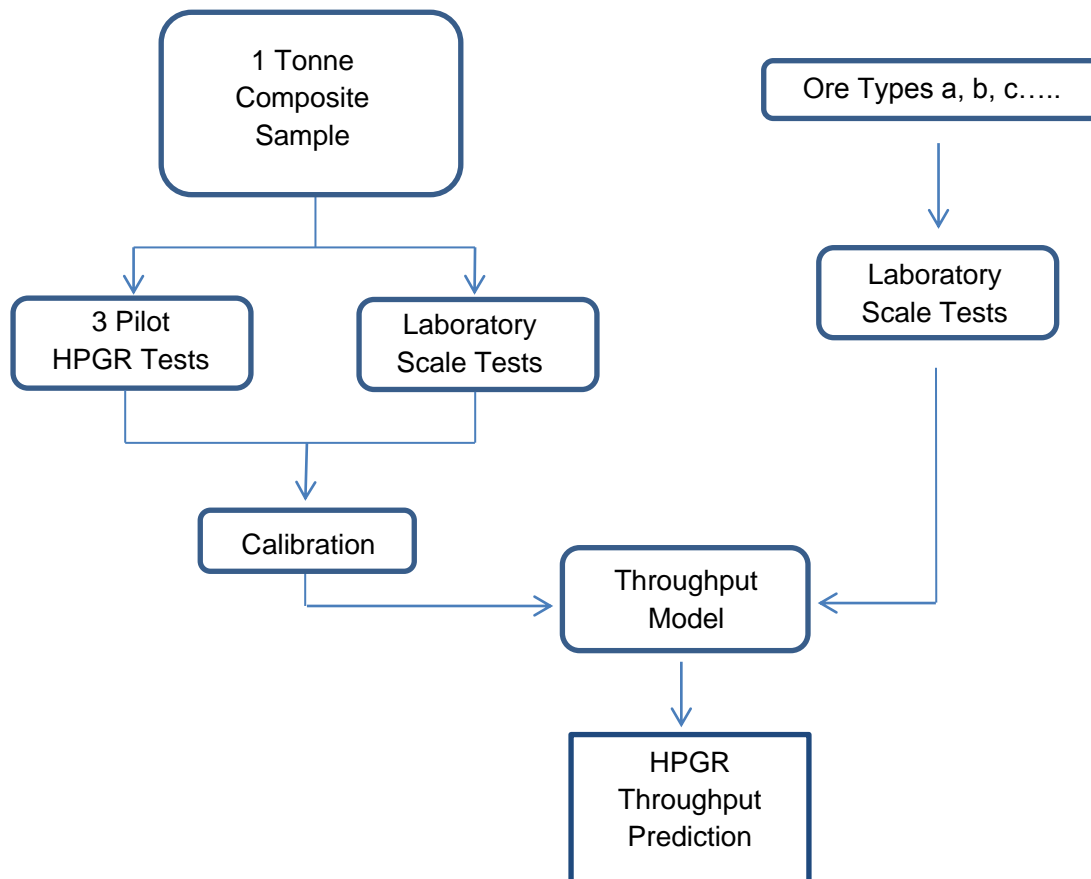 1 Tonne
Composite
Sample
Ore Types a, b, c…..
3 Pilot
HPGR Tests
Laboratory
Scale Tests
Laboratory
Scale Tests
Calibration
Throughput
Model
HPGR
Throughput
Prediction